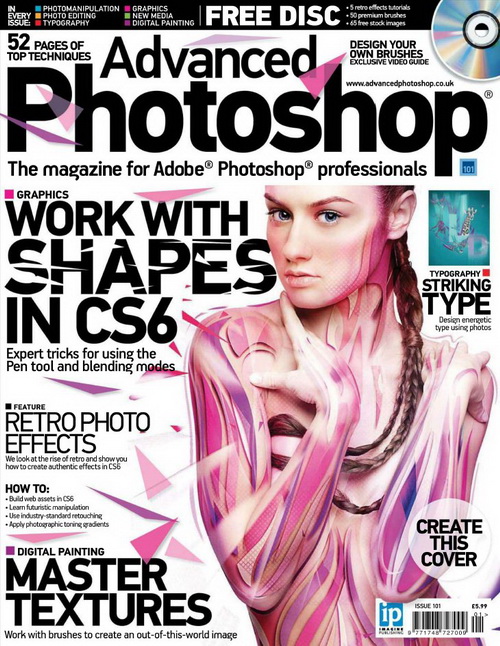 IN EVERY ISSUE:
PHOTOMANIPULATION
PHOTO EDITING
TYPOGRAPHY
GRAPHICS
NEW MEDIA
DIGITAL PAINTING
FREE DISC
• 5 retro effects tutorials
• 50 premium brushes
• 65 free stock images
52 PAGES OF
TOP TECHNIQUES
DESIGN YOUR
OWN BRUSHES
EXCLUSIVE VIDEO GUIDE
www.advancedphotoshop.co.uk
Advanced
Photoshop®
The magazine for Adobe® Photoshop® professionals
101
GRAPHICS
WORK WITH
SHAPES
IN CS6
Expert tricks for using the
Pen tool and blending modes
TYPOGRAPHY
STRIKING
TYPE
Design energetic
type using photos
FEATURE
RETRO PHOTO
EFFECTS
We look at the rise of retro and show you
how to create authentic effects in CS6
HOW TO:
• Build web assets in CS6
• Learn futuristic manipulation
• Use industry-standard retouching
• Apply photographic toning gradients
CREATE
THIS
COVER
DIGITAL PAINTING
MASTER
TEXTURES
Work with brushes to create an out-of-this-world image
ip
IMAGINE
PUBLISHING
ISSUE 101
£5.99
01>
9 771748 727009